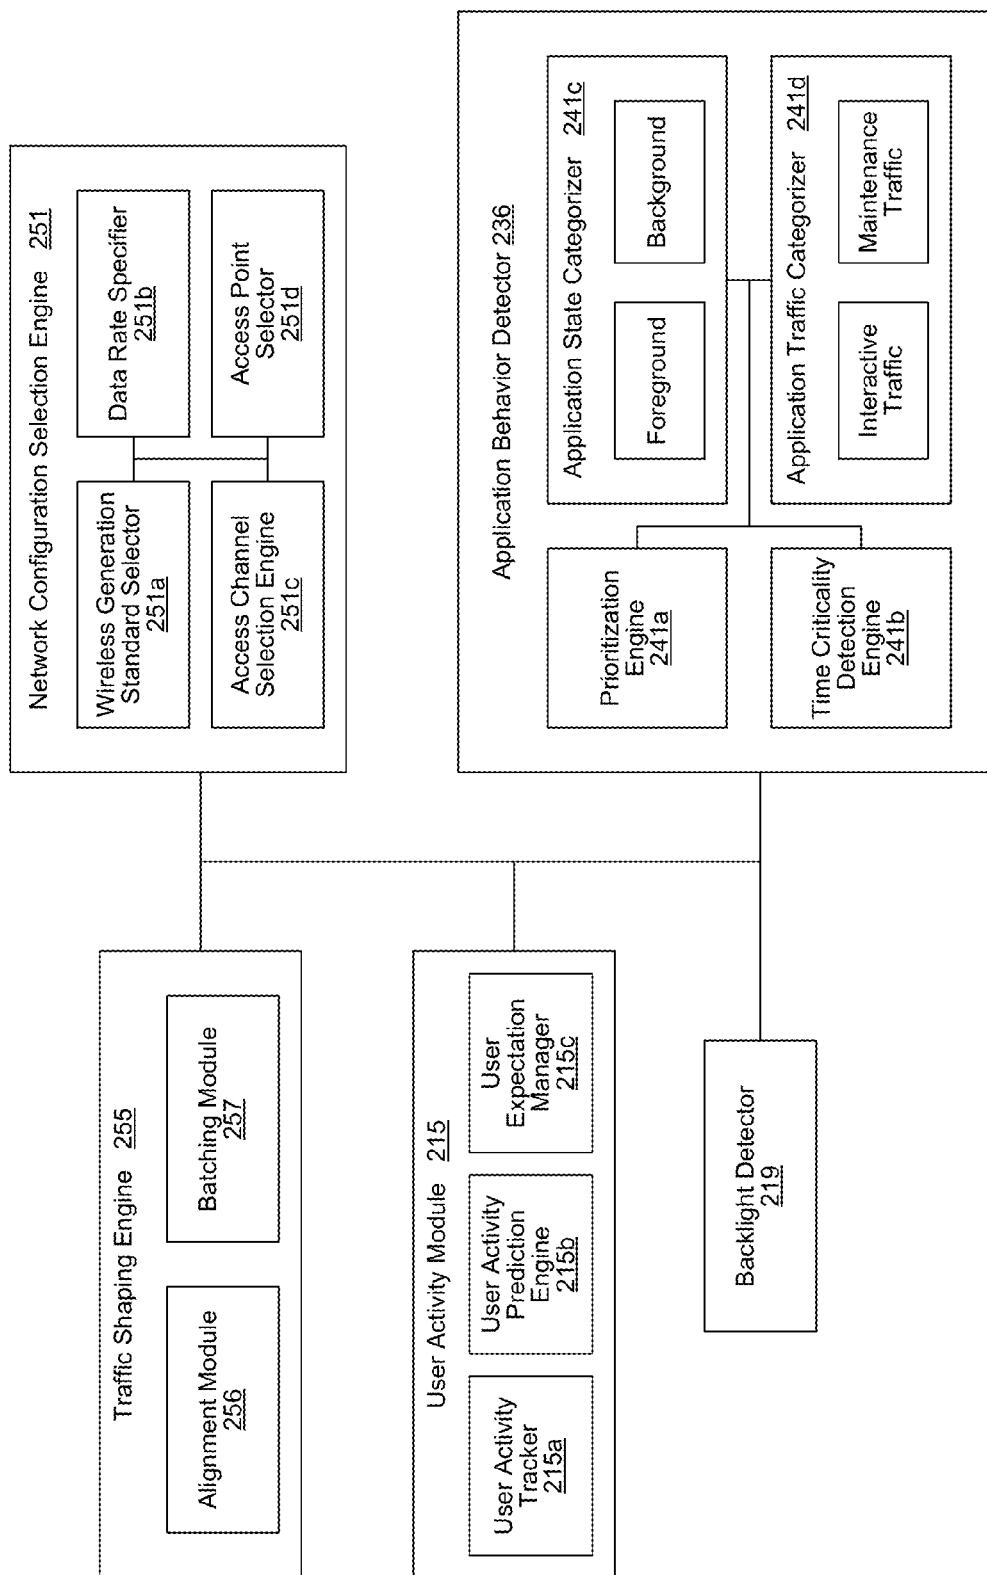 Traffic Shaping Engine 255
Alignment Module
256
Batching Module
257
Network Configuration Selection Engine 251
Wireless Generation
Standard Selector
251a
Data Rate Specifier
251b
Access Channel
Selection Engine
251c
Access Point
Selector
251d
User Activity Module 215
User Activity
Tracker
215a
User Activity
Prediction
Engine
215b
User
Expectation
Manager
215c
Application Behavior Detector 236
Prioritization
Engine
241a
Application State Categorizer 241c
Foreground
Background
Time Criticality
Detection
Engine
241b
Application Traffic Categorizer 241d
Interactive
Traffic
Maintenance
Traffic
Backlight Detector
219